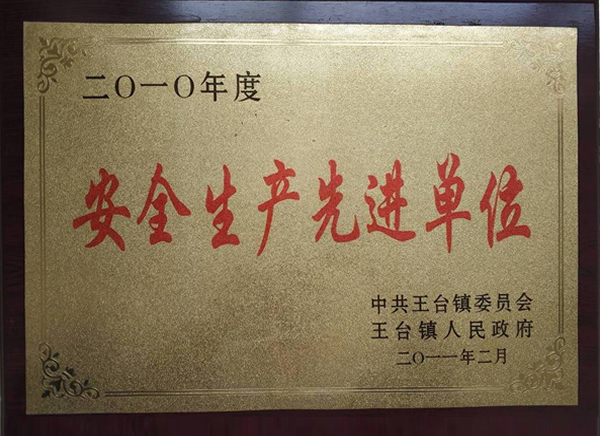 二〇一〇年度
安全生产先进单位
中共王台镇委员会
王台镇人民政府
二〇一一年二月